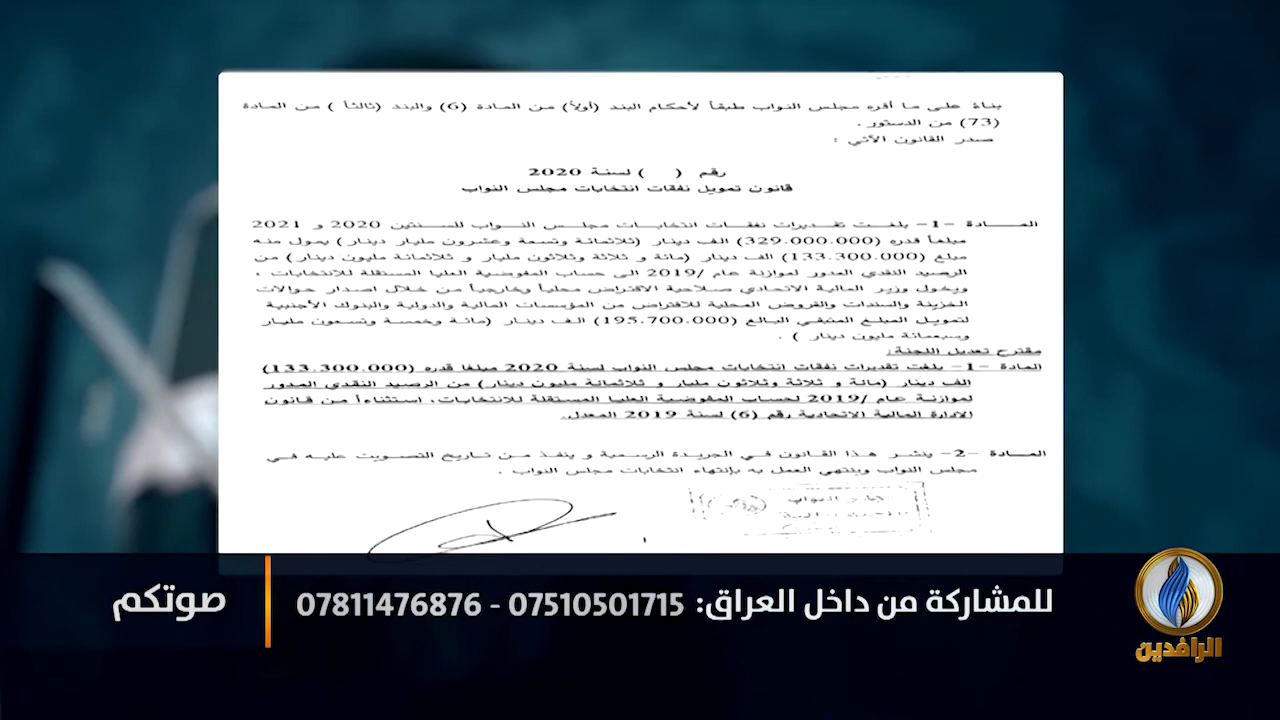 بناءً على ما أقره مجلس النواب طبقاً لأحكام البند (أولاً) من المادة (6) والبند (ثالثاً) من المادة
(73) من الدستور .
صدر القانون الآتي :
رقم ( ) لسنة 2020
قانون تمويل نفقات انتخابات مجلس النواب
المادة -1- بلغت تقديرات نفقات انتخابات مجلس النواب للسنتين 2020 و 2021
مبلغاً قدره (329.000.000) الف دينار (ثلاثمائة وتسعة وعشرون مليار دينار) يمول منه
مبلغ (133.300.000) الف دينار (مائة و ثلاثة وثلاثون مليار و ثلاثمائة مليون دينار) من
الرصيد النقدي المدور لموازنة عام /2019 الى حساب المفوضية العليا المستقلة للانتخابات .
ويخول وزير المالية الاتحادي صلاحية الاقتراض محلياً وخارجياً من خلال اصدار حوالات
الخزينة والسندات والقروض المحلية للاقتراض من المؤسسات المالية والدولية والبنوك الأجنبية
لتمويل المبلغ المتبقي البالغ (195.700.000) الف دينار (مائة وخمسة وتسعون مليار
وسبعمائة مليون دينار ) .
مقترح تعديل اللجنة:
المادة -1- بلغت تقديرات نفقات انتخابات مجلس النواب لسنة 2020 مبلغا قدره (133.300.000)
الف دينار (مائة و ثلاثة وثلاثون مليار و ثلاثمائة مليون دينار) من الرصيد النقدي المدور
لموازنة عام /2019 لحساب المفوضية العليا المستقلة للانتخابات، استثناءاً من قانون
الادارة المالية الاتحادية رقم (6) لسنة 2019 المعدل.
المادة -2- ينشر هذا القانون في الجريدة الرسمية و ينفذ من تاريخ التصويت عليه في
مجلس النواب وينتهي العمل به بإنتهاء انتخابات مجلس النواب .
النواب
للمشاركة من داخل العراق: 07510501715 - 07811476876
صوتكم
الرافدين